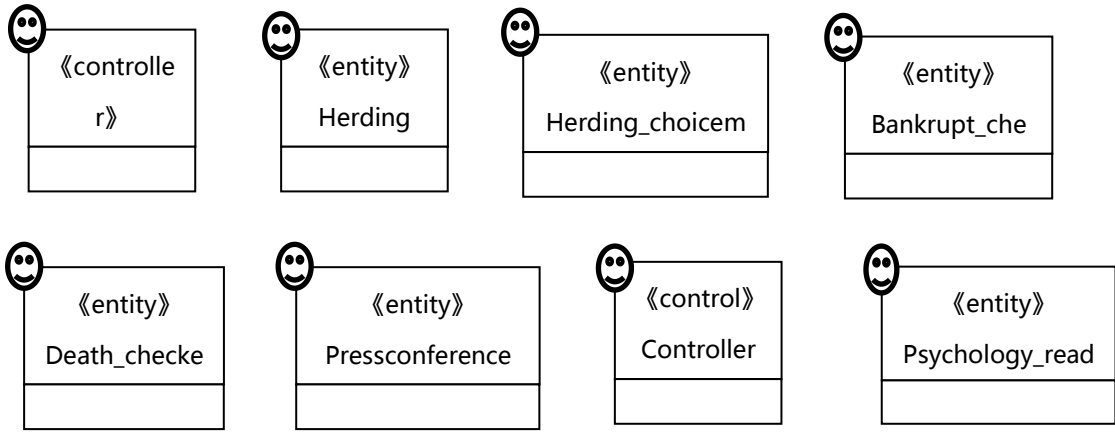 《controlle
r》
《entity》
Herding
《entity》
Herding_choicem
《entity》
Bankrupt_che
《entity》
Death_checke
《entity》
Pressconference
《control》
Controller
《entity》
Psychology_read